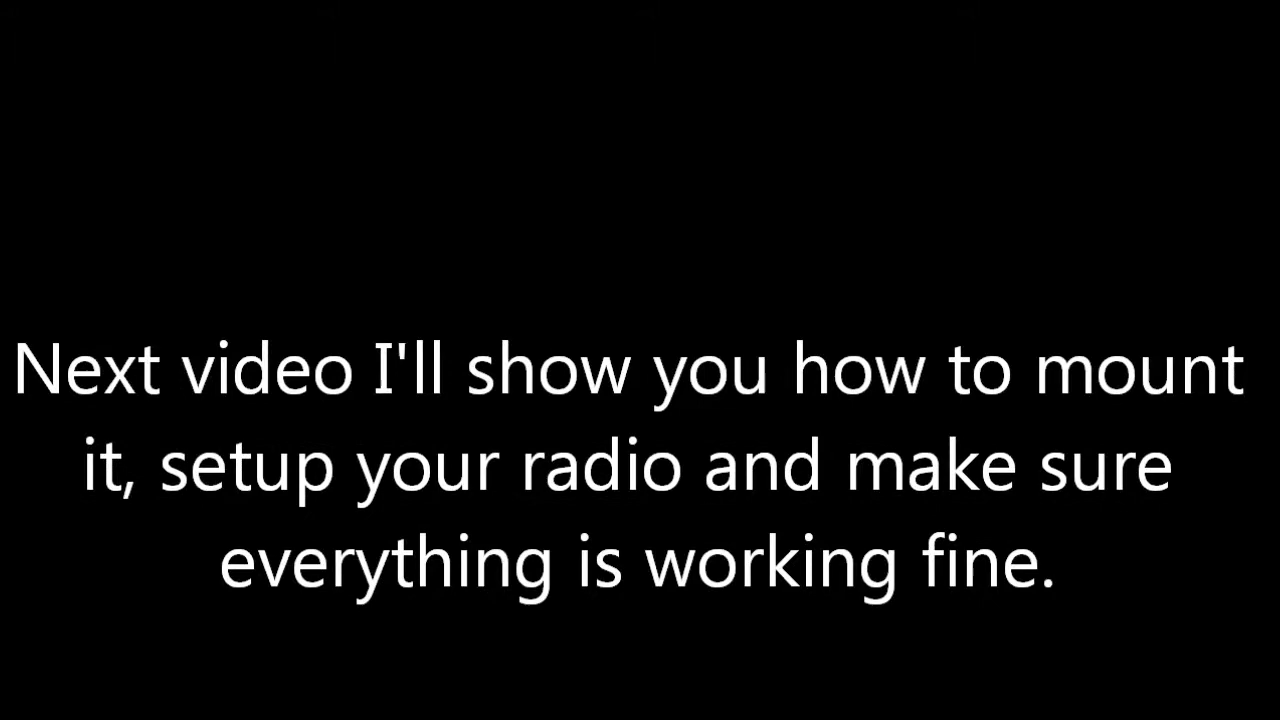 Next video I'll show you how to mount
it, setup your radio and make sure
everything is working fine.